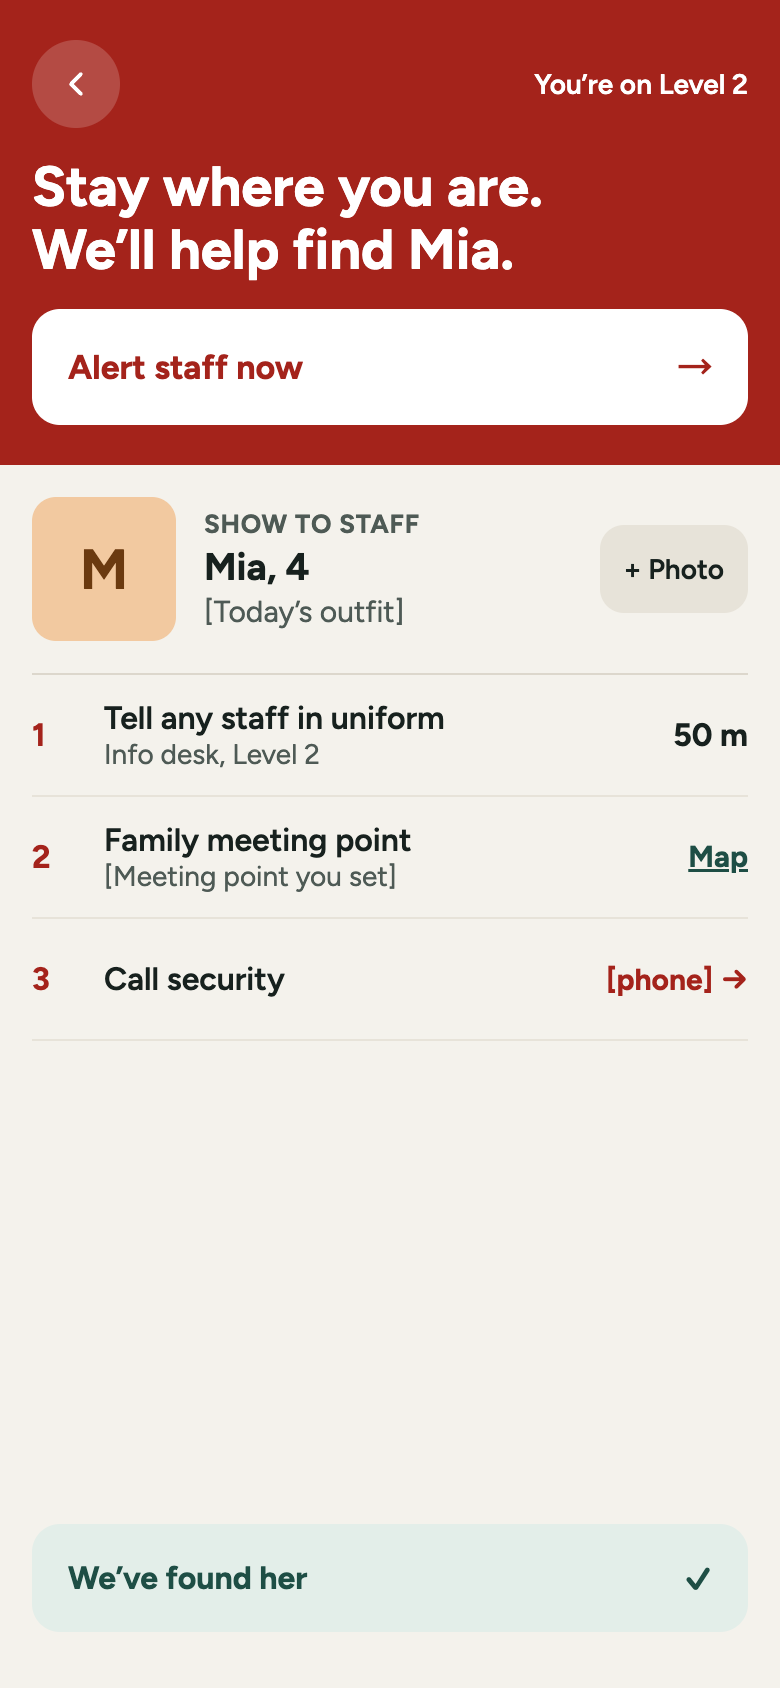 You’re on Level 2
Stay where you are.
We’ll help find Mia.
Alert staff now →
M
SHOW TO STAFF
Mia, 4
[Today’s outfit]
+ Photo
1
Tell any staff in uniform
Info desk, Level 2
50 m
2
Family meeting point
[Meeting point you set]
Map
3
Call security
[phone] →
We’ve found her ✓